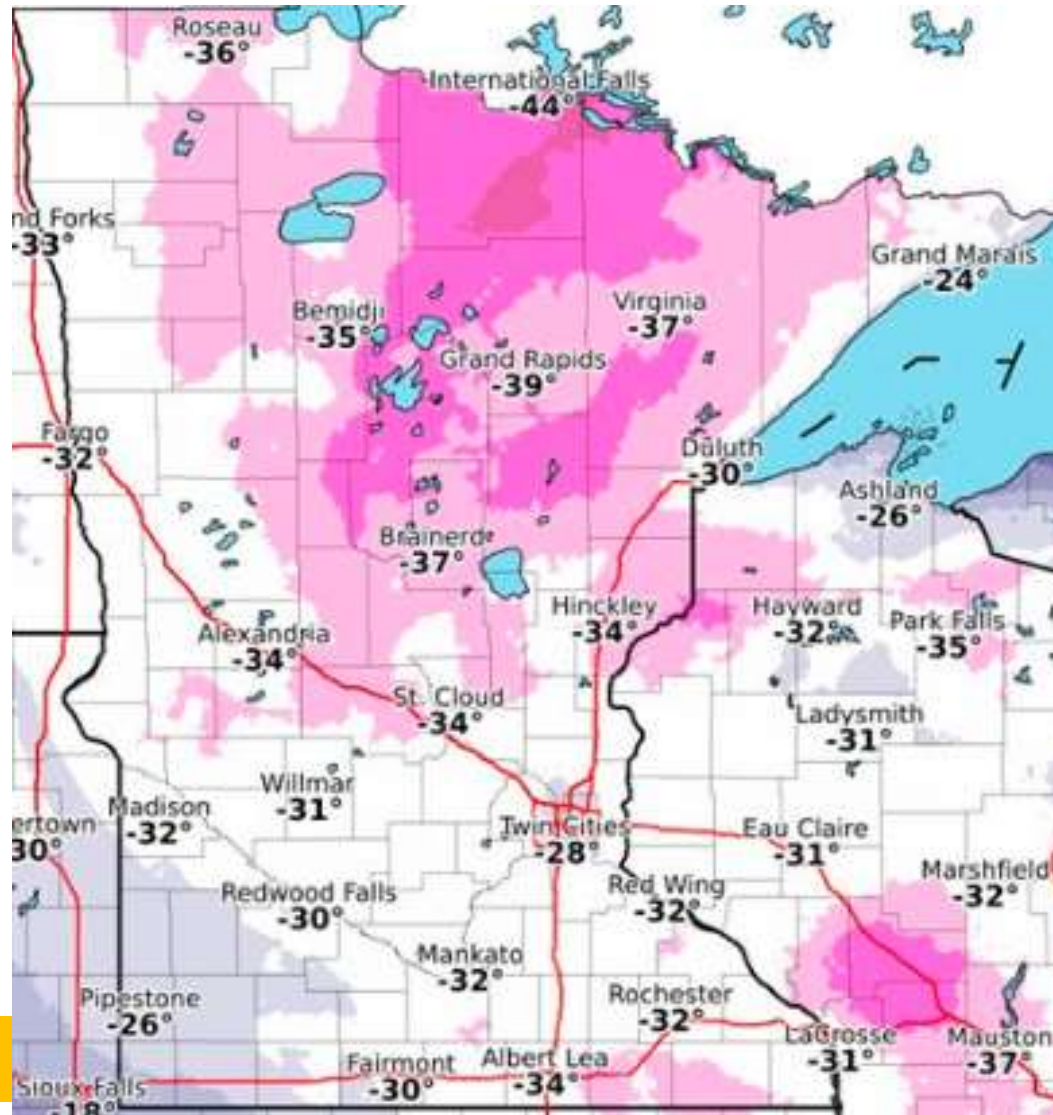 Roseau
-36°
International Falls
-44°
nd Forks
-33°
Grand Marais
-24°
Bemidji
-35°
Virginia
-37°
Grand Rapids
-39°
Fargo
-32°
Duluth
-30°
Ashland
-26°
Brainerd
-37°
Hinckley
-34°
Hayward
-32°
Park Falls
-35°
Alexandria
-34°
St. Cloud
-34°
Ladysmith
-31°
Willmar
-31°
Madison
-32°
ertown
30°
Twin Cities
-28°
Eau Claire
-31°
Marshfield
-32°
Redwood Falls
-30°
Red Wing
-32°
Mankato
-32°
Pipestone
-26°
Rochester
-32°
LaCrosse
-31°
Mauston
-37°
Fairmont
-30°
Albert Lea
-34°
Sioux Falls
-18°